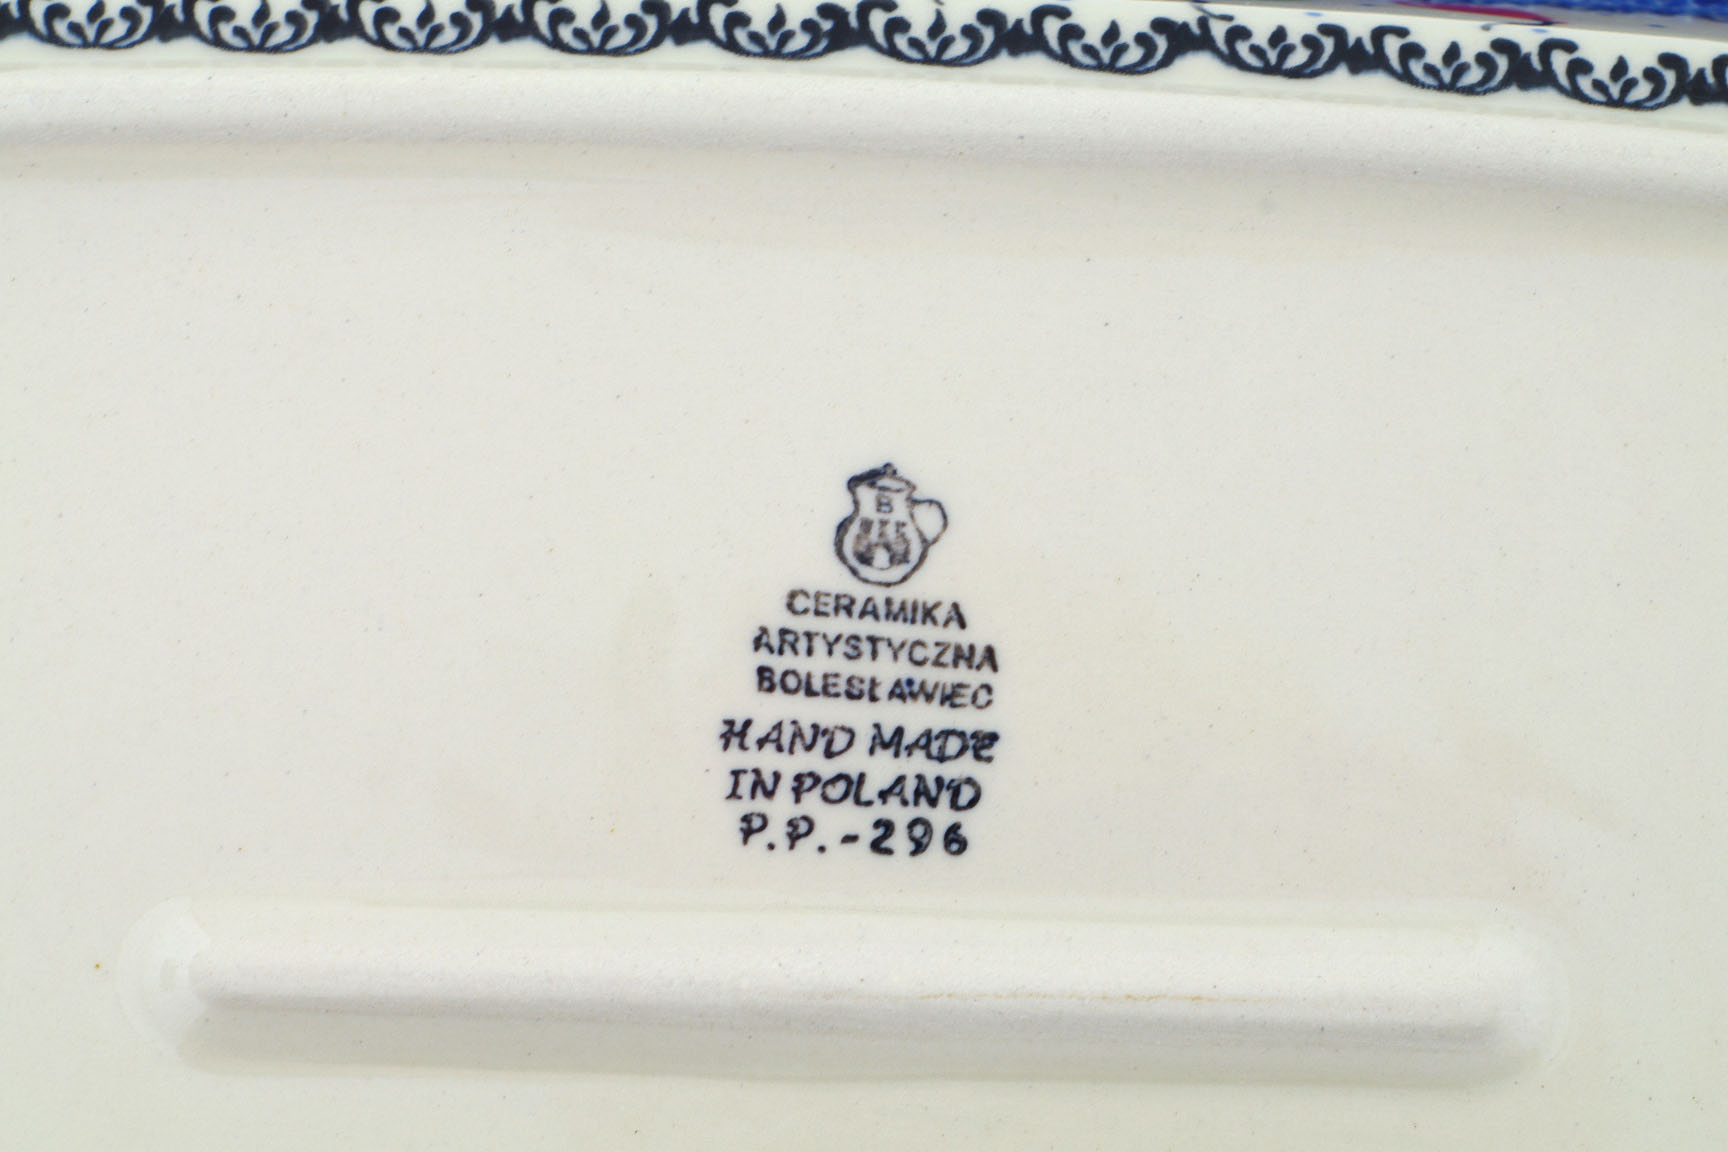 B
CERAMIKA
ARTYSTYCZNA
BOLESŁAWIEC
HAND MADE
IN POLAND
P.P.-296